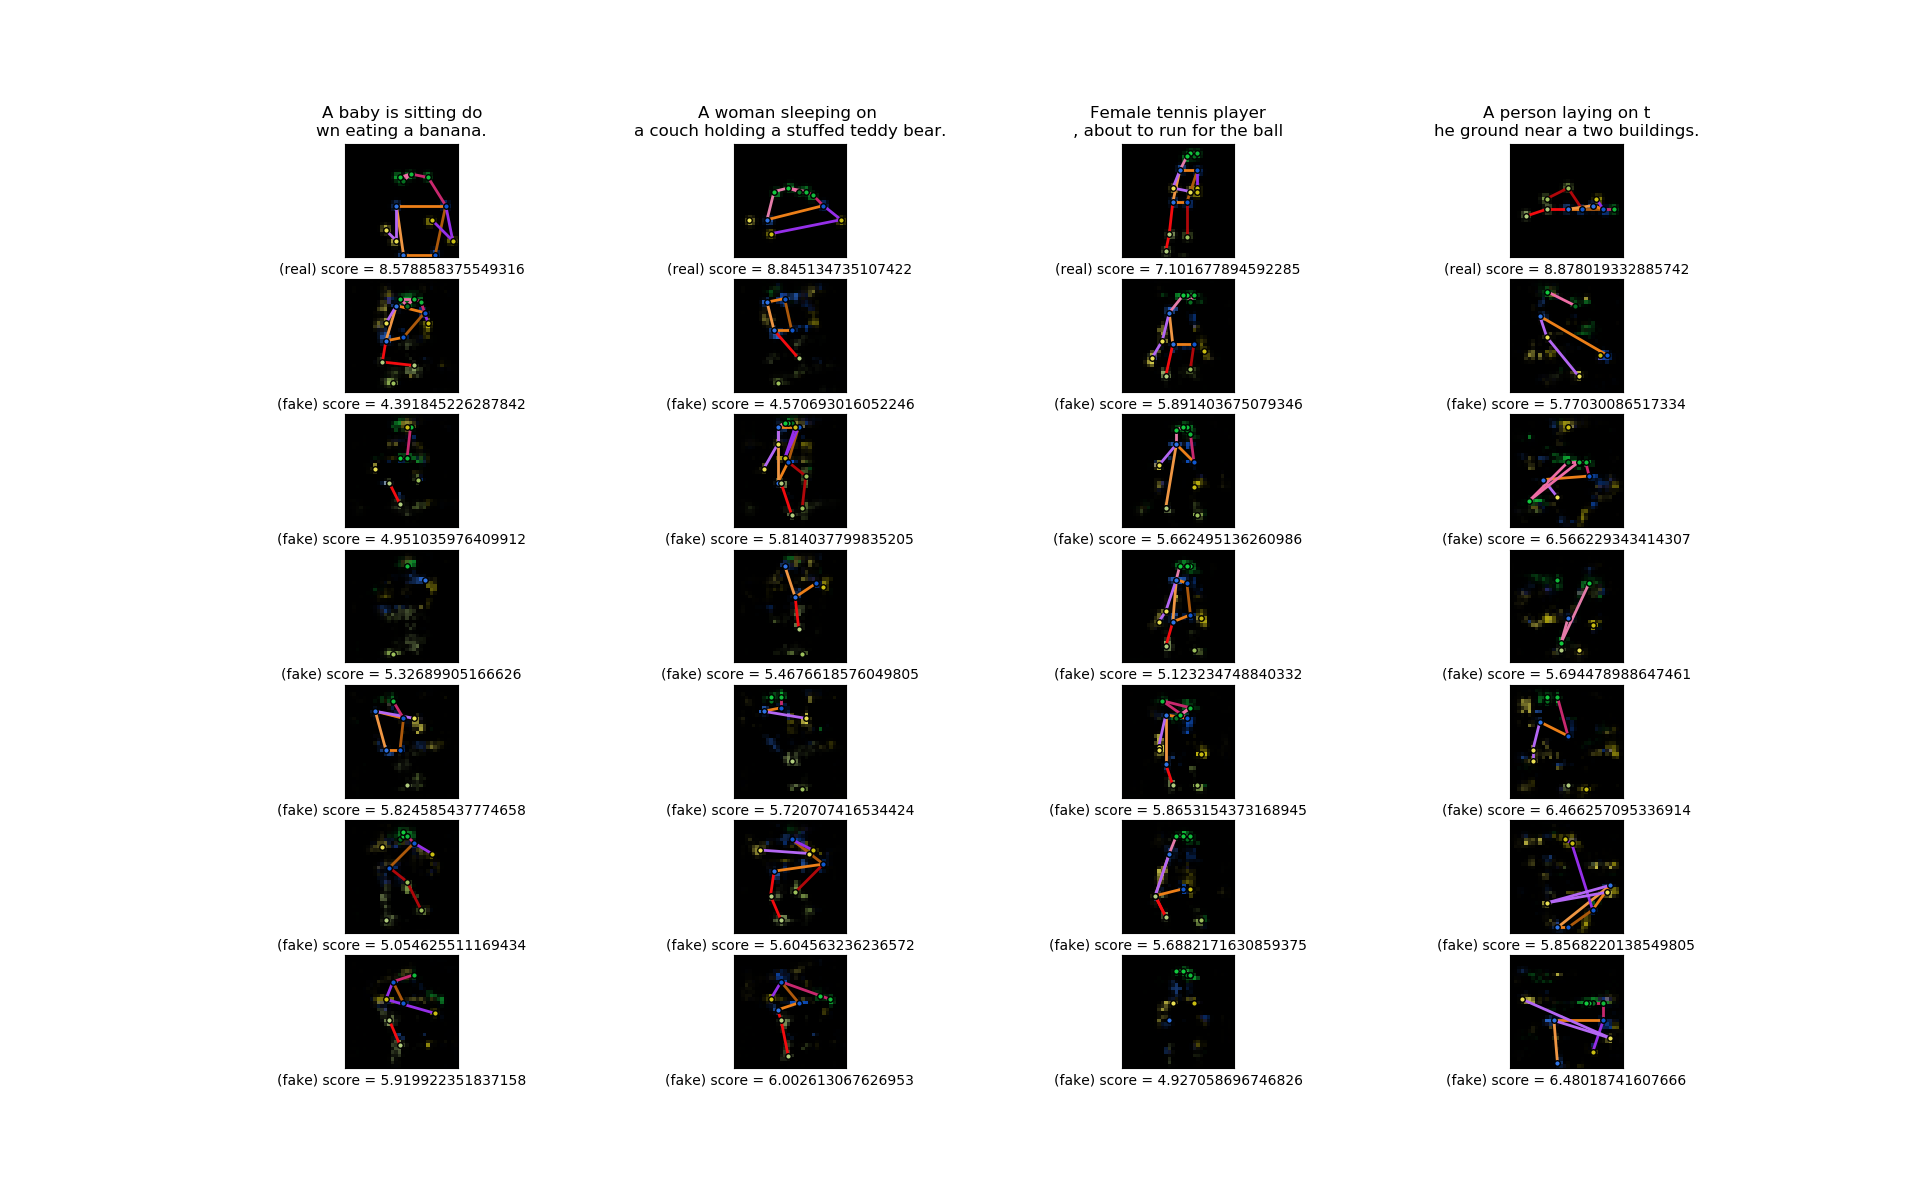 A baby is sitting do
wn eating a banana.
A woman sleeping on
a couch holding a stuffed teddy bear.
Female tennis player
, about to run for the ball
A person laying on t
he ground near a two buildings.
(real) score = 8.578858375549316
(real) score = 8.845134735107422
(real) score = 7.101677894592285
(real) score = 8.878019332885742
(fake) score = 4.391845226287842
(fake) score = 4.570693016052246
(fake) score = 5.891403675079346
(fake) score = 5.77030086517334
(fake) score = 4.951035976409912
(fake) score = 5.814037799835205
(fake) score = 5.662495136260986
(fake) score = 6.566229343414307
(fake) score = 5.32689905166626
(fake) score = 5.4676618576049805
(fake) score = 5.123234748840332
(fake) score = 5.694478988647461
(fake) score = 5.824585437774658
(fake) score = 5.720707416534424
(fake) score = 5.8653154373168945
(fake) score = 6.466257095336914
(fake) score = 5.054625511169434
(fake) score = 5.604563236236572
(fake) score = 5.6882171630859375
(fake) score = 5.8568220138549805
(fake) score = 5.919922351837158
(fake) score = 6.002613067626953
(fake) score = 4.927058696746826
(fake) score = 6.48018741607666